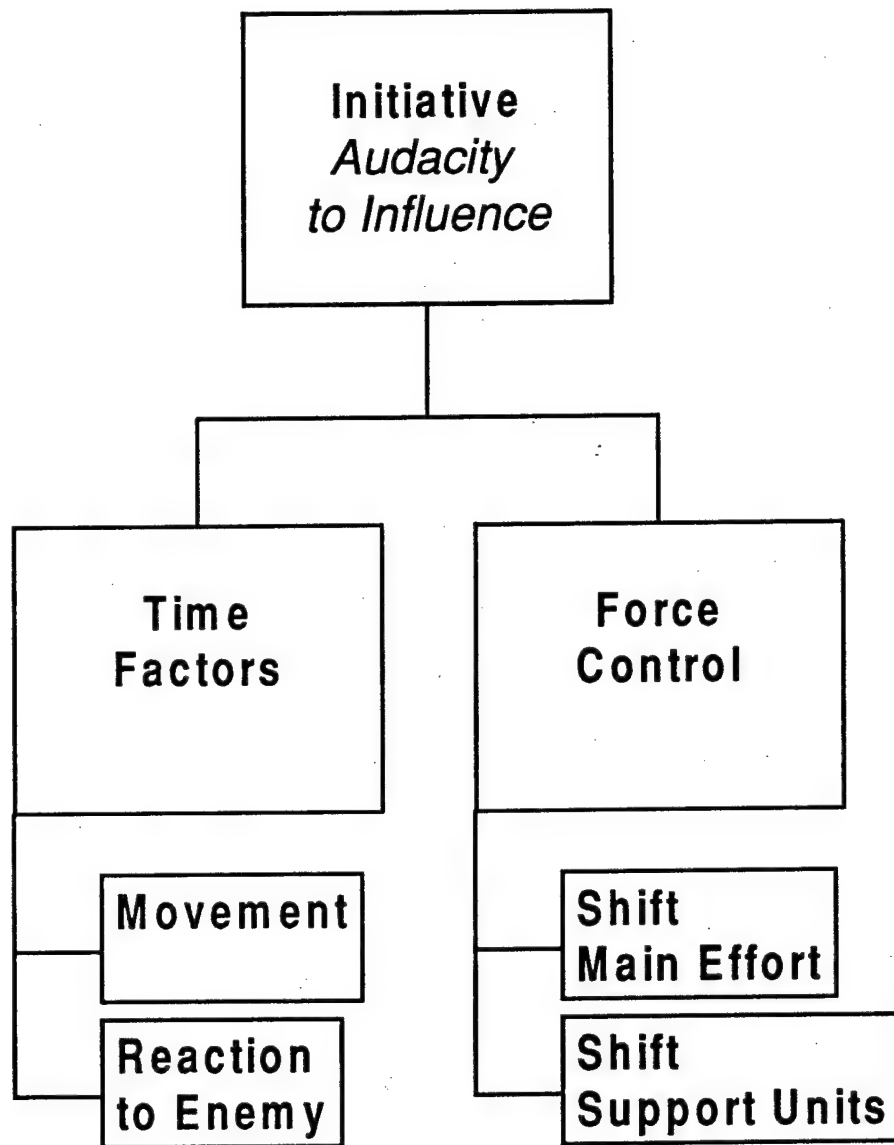 Initiative
Audacity
to Influence
Time
Factors
Force
Control
Movement
Reaction
to Enemy
Shift
Main Effort
Shift
Support Units